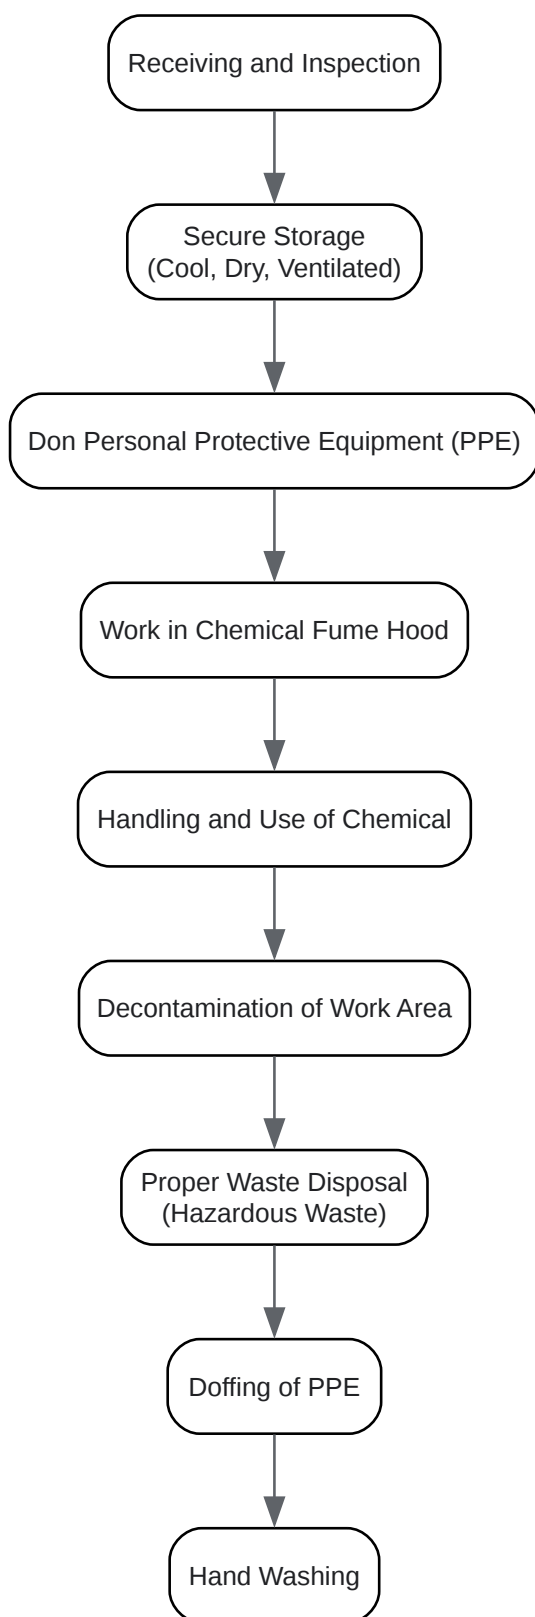 Receiving and Inspection
Secure Storage
(Cool, Dry, Ventilated)
Don Personal Protective Equipment (PPE)
Work in Chemical Fume Hood
Handling and Use of Chemical
Decontamination of Work Area
Proper Waste Disposal
(Hazardous Waste)
Doffing of PPE
Hand Washing